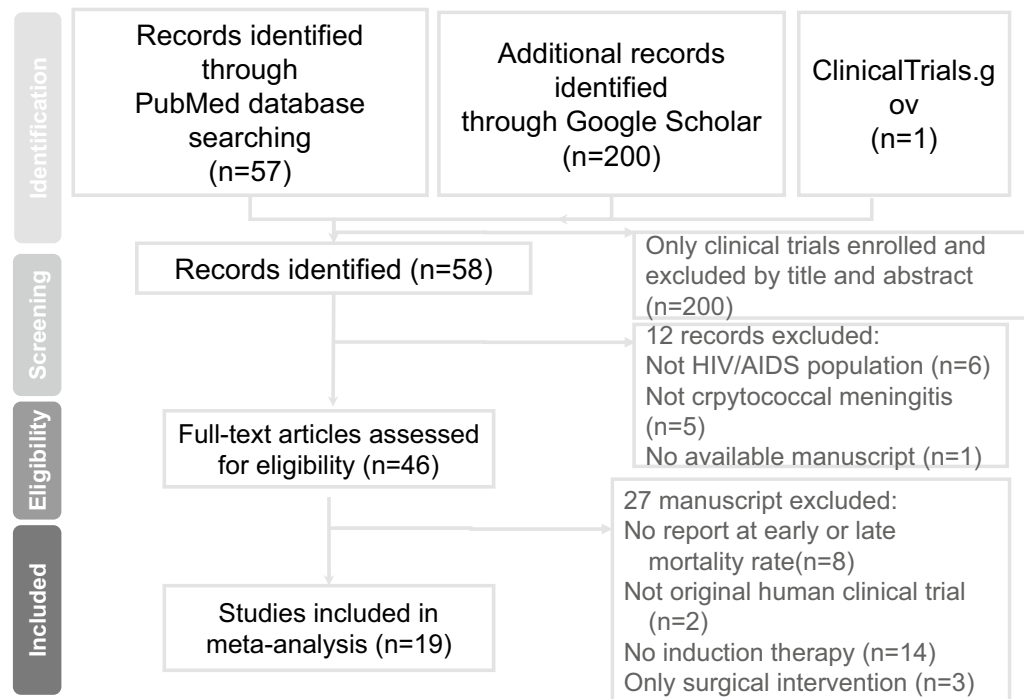 Identification
Records identified
through
PubMed database
searching
(n=57)
Additional records
identified
through Google Scholar
(n=200)
ClinicalTrials.g
ov
(n=1)
Screening
Records identified (n=58)
Only clinical trials enrolled and
excluded by title and abstract
(n=200)
12 records excluded:
Not HIV/AIDS population (n=6)
Not crpytococcal meningitis
(n=5)
No available manuscript (n=1)
Eligibility
Full-text articles assessed
for eligibility (n=46)
27 manuscript excluded:
No report at early or late
mortality rate(n=8)
Not original human clinical trial
(n=2)
No induction therapy (n=14)
Only surgical intervention (n=3)
Included
Studies included in
meta-analysis (n=19)